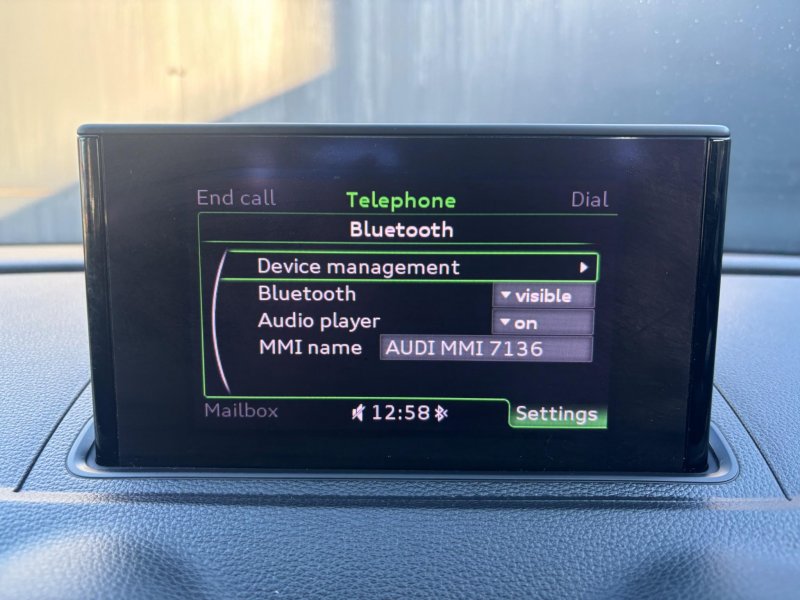 End call Telephone Dial
Bluetooth
Device management
Bluetooth visible
Audio player on
MMI name AUDI MMI 7136
Mailbox 12:58 Settings